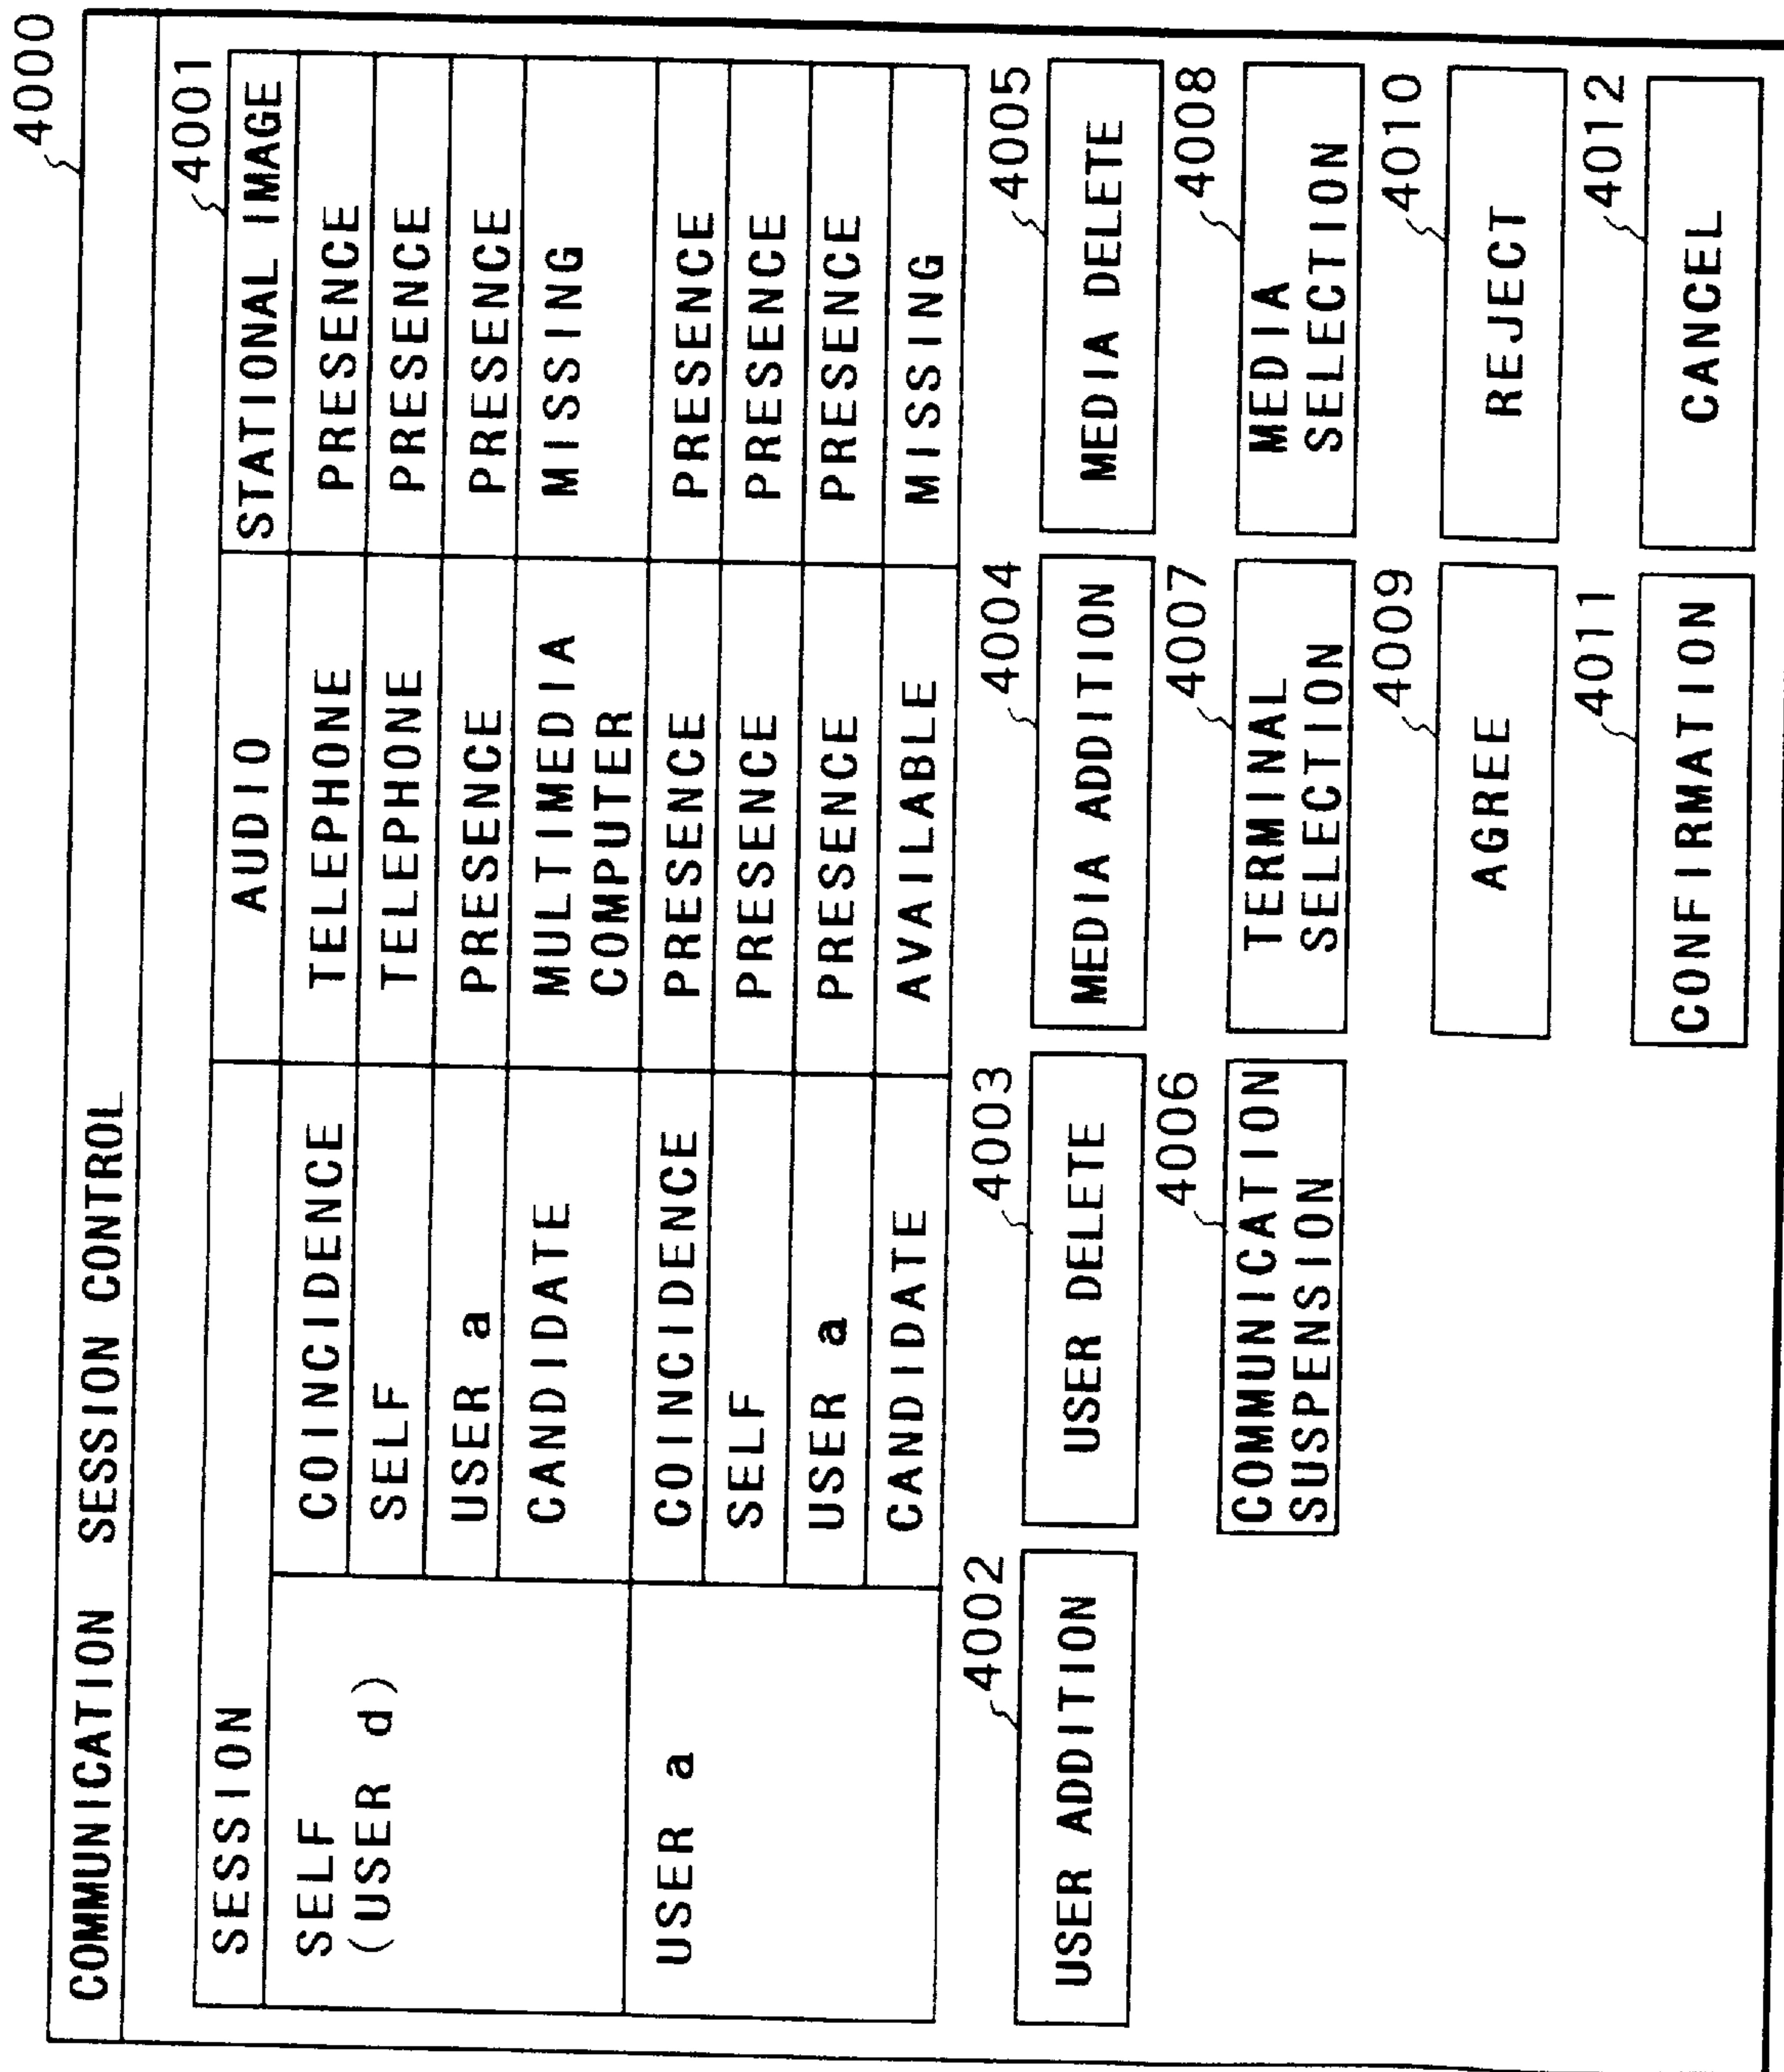 4000
COMMUNICATION SESSION CONTROL
4001
SESSION AUDIO STATIONAL IMAGE
SELF
(USER d)
COINCIDENCE TELEPHONE PRESENCE
SELF TELEPHONE PRESENCE
USER a PRESENCE PRESENCE
CANDIDATE MULTIMEDIA
COMPUTER MISSING
USER a
COINCIDENCE PRESENCE PRESENCE
SELF PRESENCE PRESENCE
USER a PRESENCE PRESENCE
CANDIDATE AVAILABLE MISSING
4002 4003 4004 4005
USER ADDITION USER DELETE MEDIA ADDITION MEDIA DELETE
4006 4007 4008
COMMUNICATION
SUSPENSION
TERMINAL
SELECTION
MEDIA
SELECTION
4009 4010
AGREE REJECT
4011 4012
CONFIRMATION CANCEL